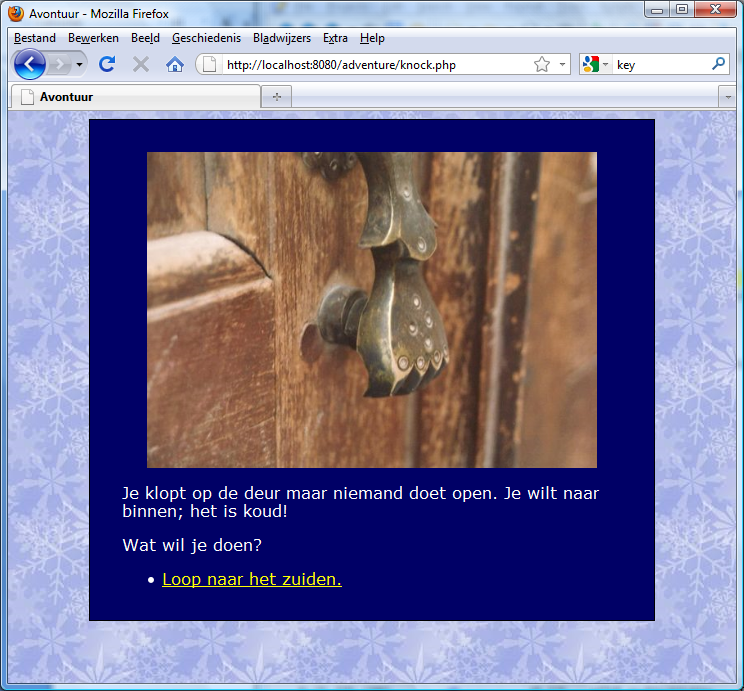 Avontuur - Mozilla Firefox
Bestand Bewerken Beeld Geschiedenis Bladwijzers Extra Help
http://localhost:8080/adventure/knock.php key
Avontuur
Je klopt op de deur maar niemand doet open. Je wilt naar
binnen; het is koud!
Wat wil je doen?
Loop naar het zuiden.